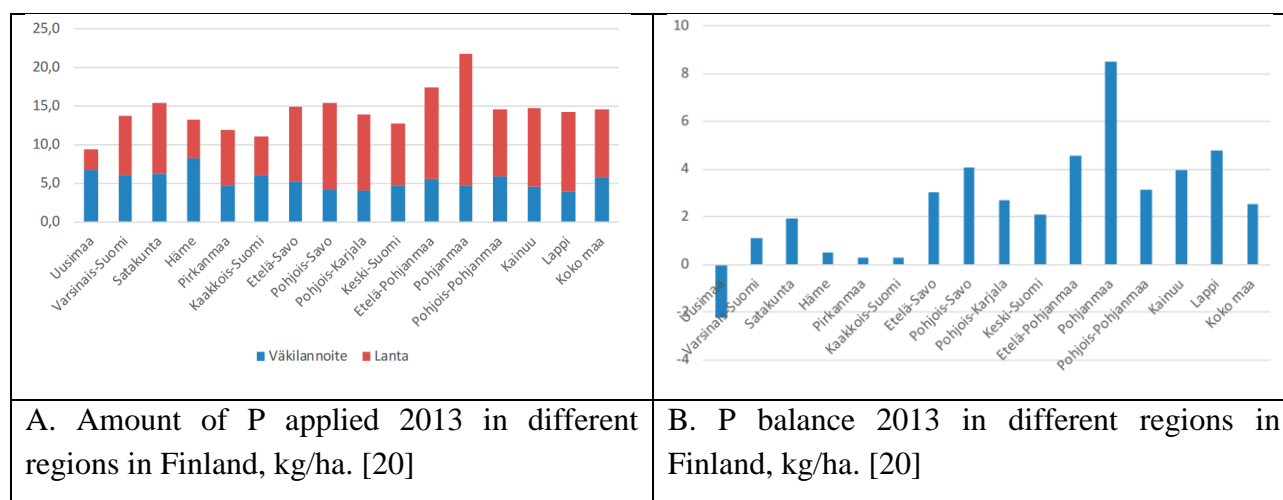 25,0
20,0
15,0
10,0
5,0
0,0
Uusimaa
Varsinais-Suomi
Satakunta
Häme
Pirkanmaa
Kaakkois-Suomi
Etelä-Savo
Pohjois-Savo
Pohjois-Karjala
Keski-Suomi
Etelä-Pohjanmaa
Pohjanmaa
Pohjois-Pohjanmaa
Kainuu
Lappi
Koko maa
Väkilannoite
Lanta
10
8
6
4
2
0
-2
-4
Uusimaa
Varsinais-Suomi
Satakunta
Häme
Pirkanmaa
Kaakkois-Suomi
Etelä-Savo
Pohjois-Savo
Pohjois-Karjala
Keski-Suomi
Etelä-Pohjanmaa
Pohjanmaa
Pohjois-Pohjanmaa
Kainuu
Lappi
Koko maa
A. Amount of P applied 2013 in different
regions in Finland, kg/ha. [20]
B. P balance 2013 in different regions in
Finland, kg/ha. [20]